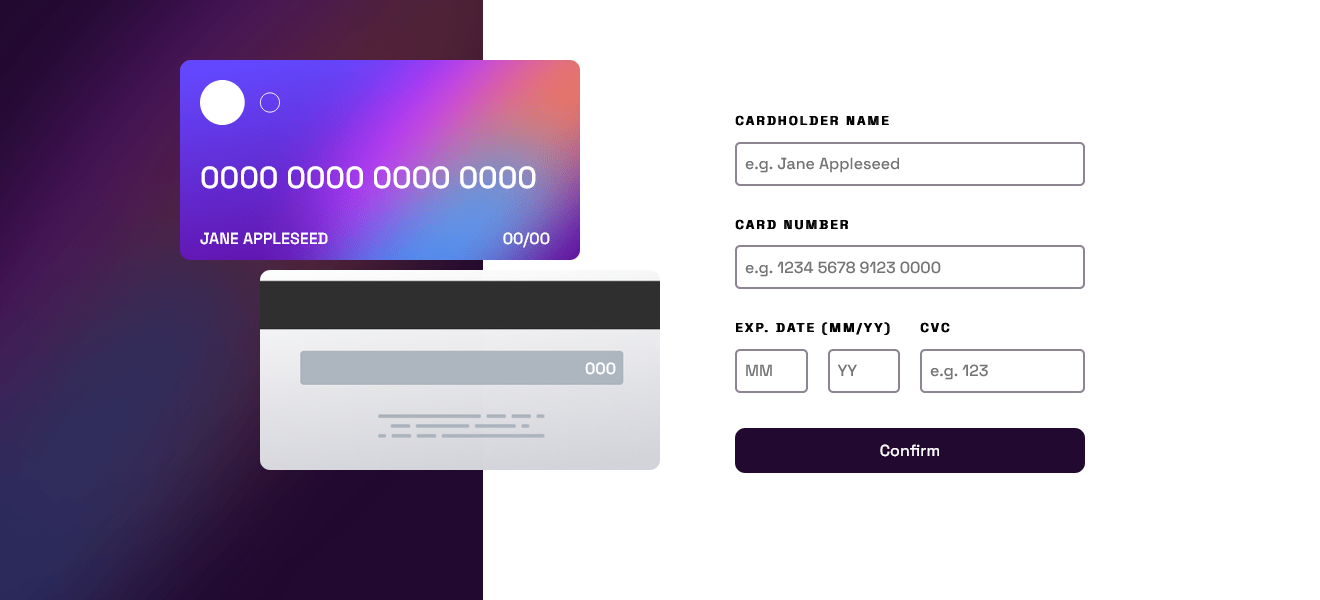 0000 0000 0000 0000
JANE APPLESEED 00/00
000
CARDHOLDER NAME
e.g. Jane Appleseed
CARD NUMBER
e.g. 1234 5678 9123 0000
EXP. DATE (MM/YY) CVC
MM YY e.g. 123
Confirm